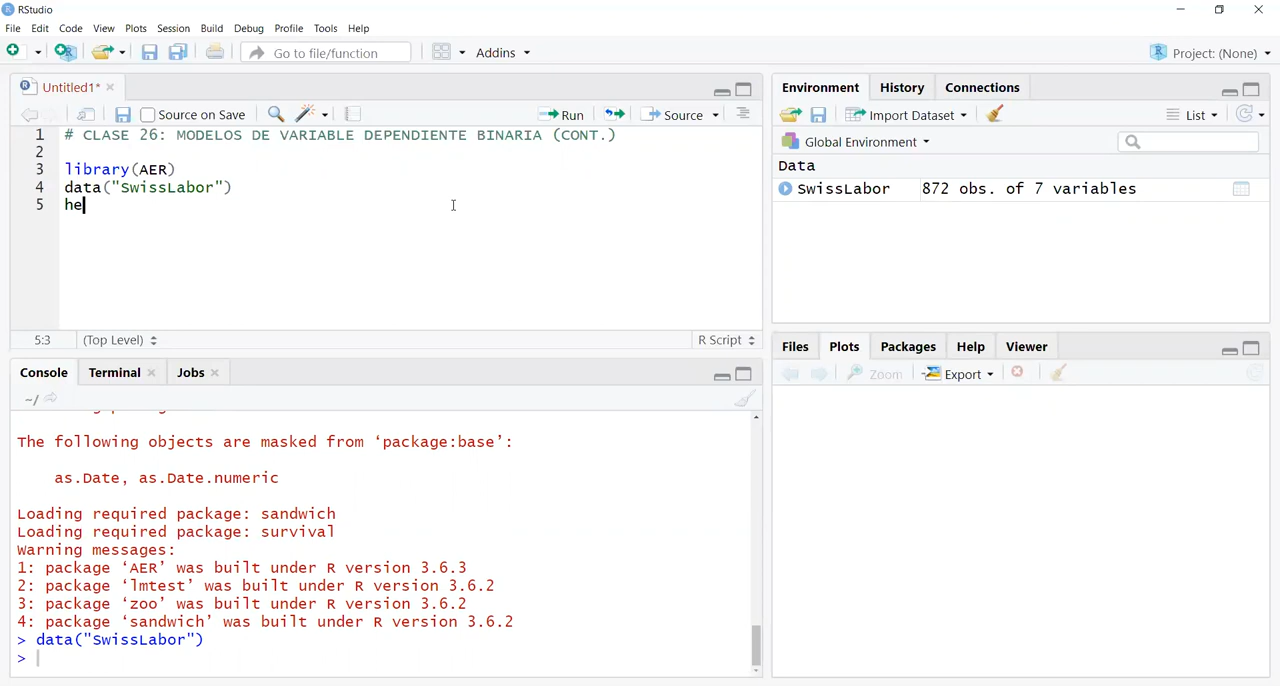 RStudio
File Edit Code View Plots Session Build Debug Profile Tools Help
Go to file/function Addins Project: (None)
Untitled1*
Source on Save Run Source
1 # CLASE 26: MODELOS DE VARIABLE DEPENDIENTE BINARIA (CONT.)
2
3 library(AER)
4 data("SwissLabor")
5 he
5:3 (Top Level) R Script
Console Terminal Jobs
~/
The following objects are masked from ‘package:base’:
as.Date, as.Date.numeric
Loading required package: sandwich
Loading required package: survival
Warning messages:
1: package ‘AER’ was built under R version 3.6.3
2: package ‘lmtest’ was built under R version 3.6.2
3: package ‘zoo’ was built under R version 3.6.2
4: package ‘sandwich’ was built under R version 3.6.2
> data("SwissLabor")
>
Environment History Connections
Import Dataset List
Global Environment
Data
SwissLabor 872 obs. of 7 variables
Files Plots Packages Help Viewer
Zoom Export